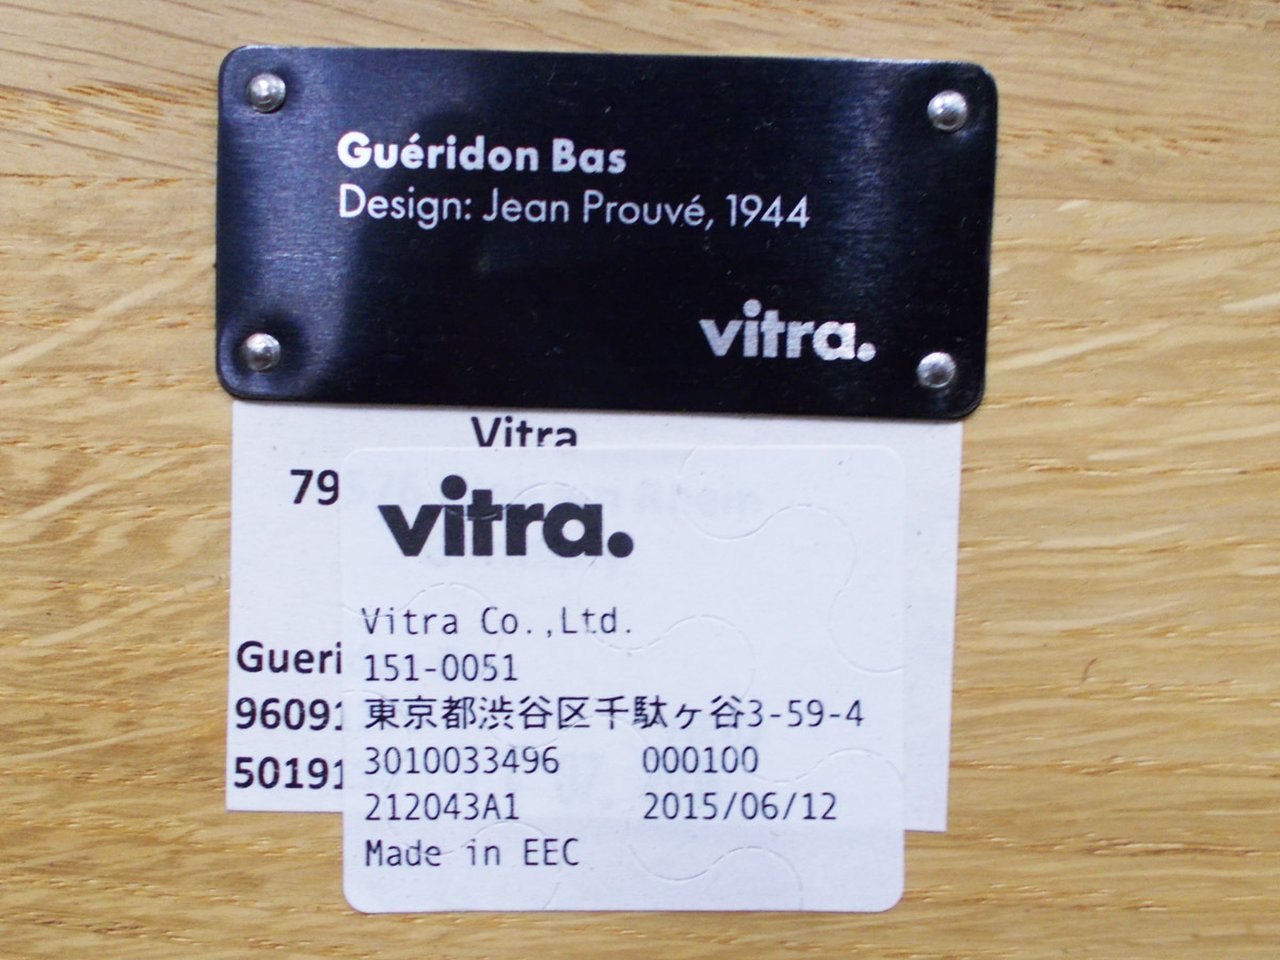 Guéridon Bas
Design: Jean Prouvé, 1944
vitra.
Vitra
79
vitra.
Vitra Co.,Ltd.
151-0051
東京都渋谷区千駄ヶ谷3-59-4
3010033496 000100
212043A1 2015/06/12
Made in EEC
Gueri
96091
50191